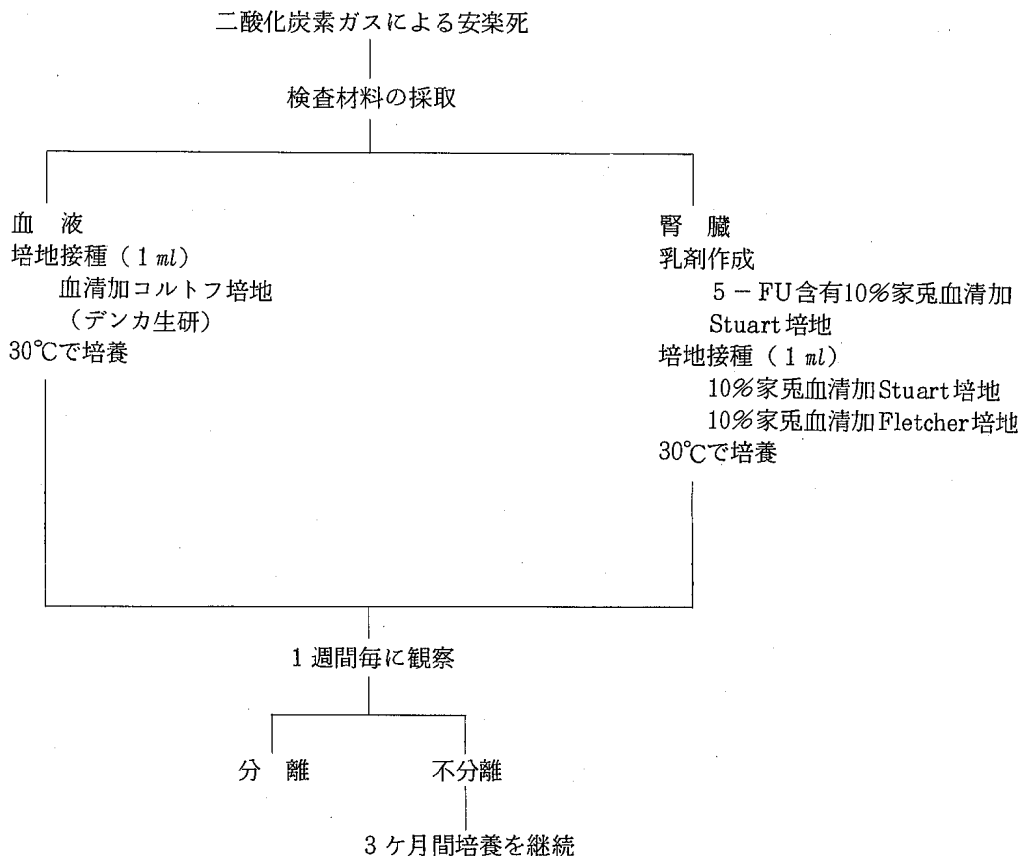 二酸化炭素ガスによる安楽死
検査材料の採取
血 液
培地接種(1 ml)
血清加コルトフ培地
(デンカ生研)
30℃で培養
腎 臓
乳剤作成
5－FU含有10%家兎血清加
Stuart培地
培地接種(1 ml)
10%家兎血清加Stuart培地
10%家兎血清加Fletcher培地
30℃で培養
1週間毎に観察
分 離
不分離
3ケ月間培養を継続